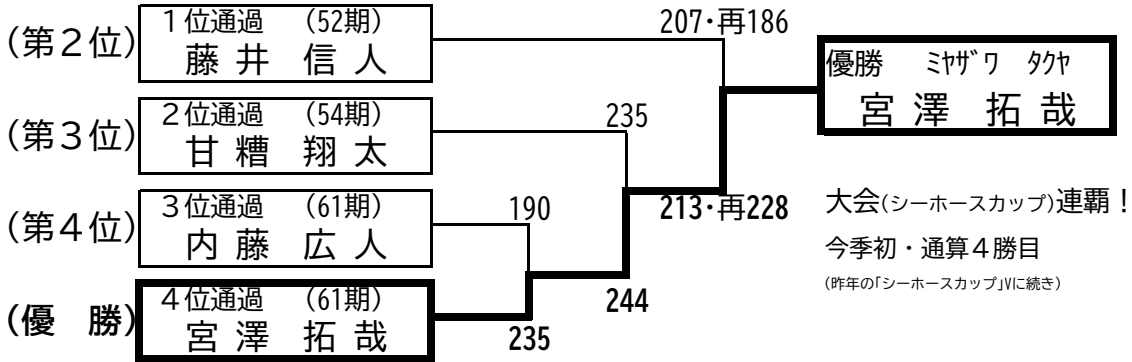 (第２位)
１位通過 (52期)
藤井 信人
207・再186
優勝 ﾐﾔｻﾞﾜ ﾀｸﾔ
宮澤 拓哉
(第３位)
２位通過 (54期)
甘糟 翔太
235
(第４位)
３位通過 (61期)
内藤 広人
190
213・再228
大会(シーホースカップ)連覇！
今季初・通算４勝目
(昨年の｢シーホースカップ｣Vに続き)
(優 勝)
４位通過 (61期)
宮澤 拓哉
235
244